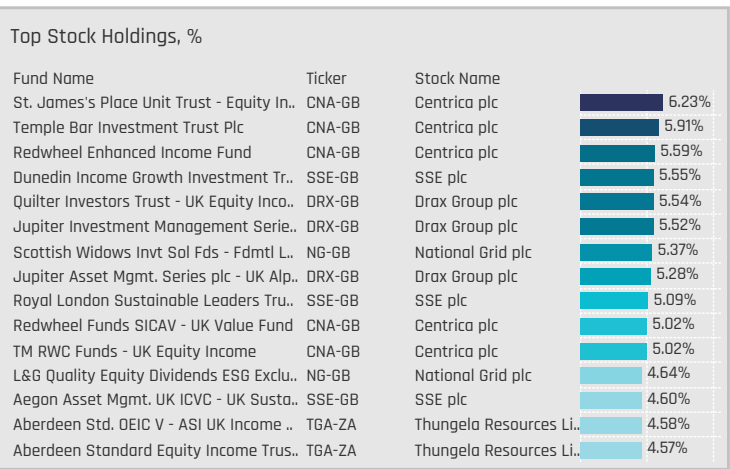 Top Stock Holdings, %
Fund Name Ticker Stock Name
St. James's Place Unit Trust - Equity In.. CNA-GB Centrica plc 6.23%
Temple Bar Investment Trust Plc CNA-GB Centrica plc 5.91%
Redwheel Enhanced Income Fund CNA-GB Centrica plc 5.59%
Dunedin Income Growth Investment Tr.. SSE-GB SSE plc 5.55%
Quilter Investors Trust - UK Equity Inco.. DRX-GB Drax Group plc 5.54%
Jupiter Investment Management Serie.. DRX-GB Drax Group plc 5.52%
Scottish Widows Invt Sol Fds - Fdmtl L.. NG-GB National Grid plc 5.37%
Jupiter Asset Mgmt. Series plc - UK Alp.. DRX-GB Drax Group plc 5.28%
Royal London Sustainable Leaders Tru.. SSE-GB SSE plc 5.09%
Redwheel Funds SICAV - UK Value Fund CNA-GB Centrica plc 5.02%
TM RWC Funds - UK Equity Income CNA-GB Centrica plc 5.02%
L&G Quality Equity Dividends ESG Exclu.. NG-GB National Grid plc 4.64%
Aegon Asset Mgmt. UK ICVC - UK Susta.. SSE-GB SSE plc 4.60%
Aberdeen Std. OEIC V - ASI UK Income .. TGA-ZA Thungela Resources Li.. 4.58%
Aberdeen Standard Equity Income Trus.. TGA-ZA Thungela Resources Li.. 4.57%